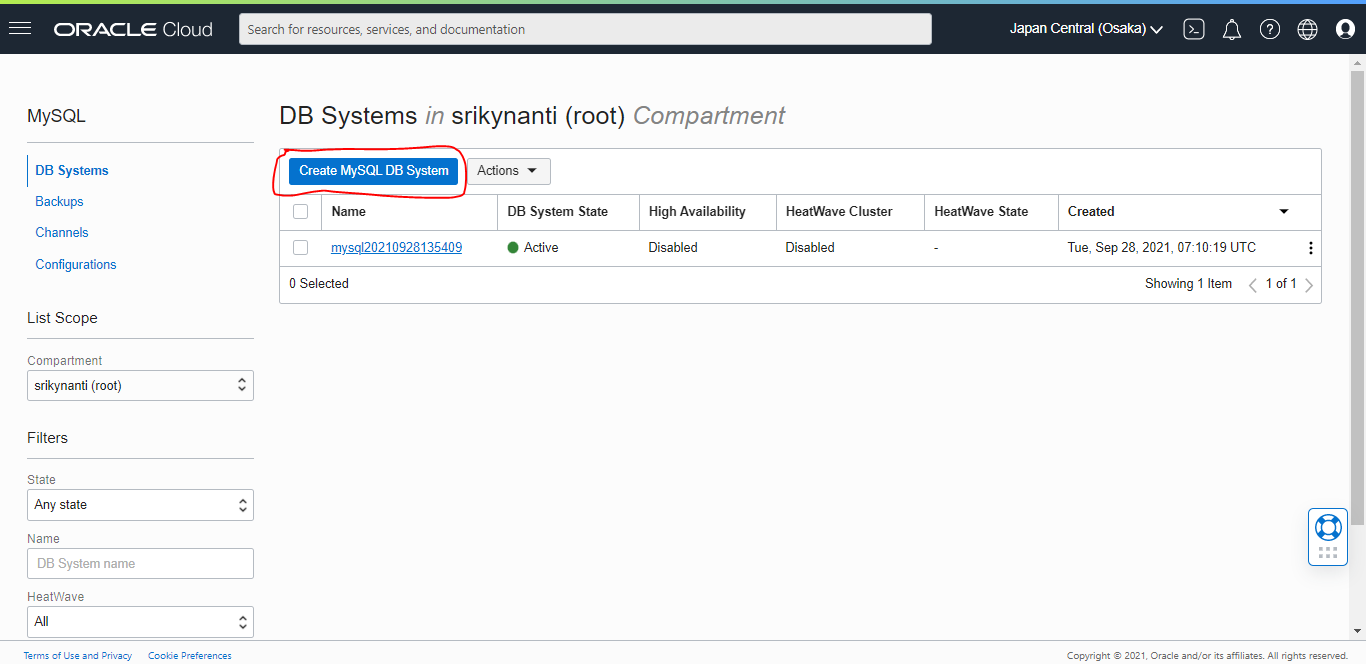 ORACLE Cloud
Search for resources, services, and documentation
Japan Central (Osaka)
MySQL
DB Systems
Backups
Channels
Configurations
List Scope
Compartment
srikynanti (root)
Filters
State
Any state
Name
DB System name
HeatWave
All
DB Systems in srikynanti (root) Compartment
Create MySQL DB System Actions
Name DB System State High Availability HeatWave Cluster HeatWave State Created
mysql20210928135409 Active Disabled Disabled - Tue, Sep 28, 2021, 07:10:19 UTC
0 Selected Showing 1 Item < 1 of 1 >
Terms of Use and Privacy Cookie Preferences
Copyright © 2021, Oracle and/or its affiliates. All rights reserved.